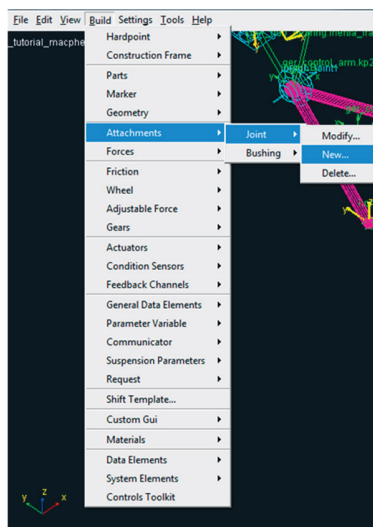 File Edit View Build Settings Tools Help
_tutorial_macphe
Hardpoint
Construction Frame
Parts
Marker
Geometry
Attachments
Joint
Modify...
Forces
Bushing
New...
Delete...
Friction
Wheel
Adjustable Force
Gears
Actuators
Condition Sensors
Feedback Channels
General Data Elements
Parameter Variable
Communicator
Suspension Parameters
Request
Shift Template...
Custom Gui
Materials
Data Elements
System Elements
Controls Toolkit
y z x